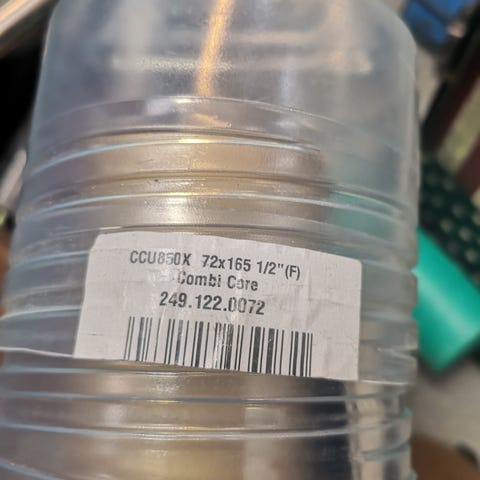 CCU850X 72x165 1/2"(F)
Combi Core
249.122.0072